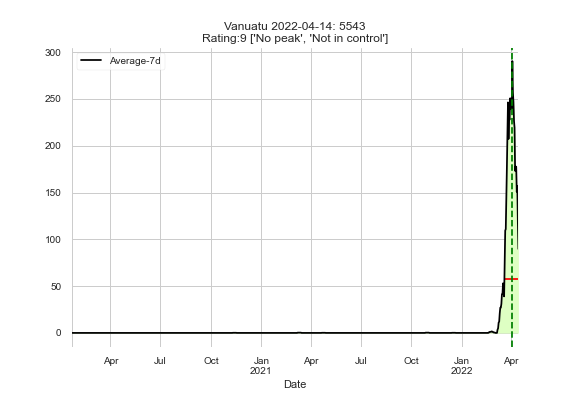 Vanuatu 2022-04-14: 5543
Rating:9 ['No peak', 'Not in control']
Average-7d
300
250
200
150
100
50
0
Apr Jul Oct Jan Apr Jul Oct Jan Apr
2021 2022
Date